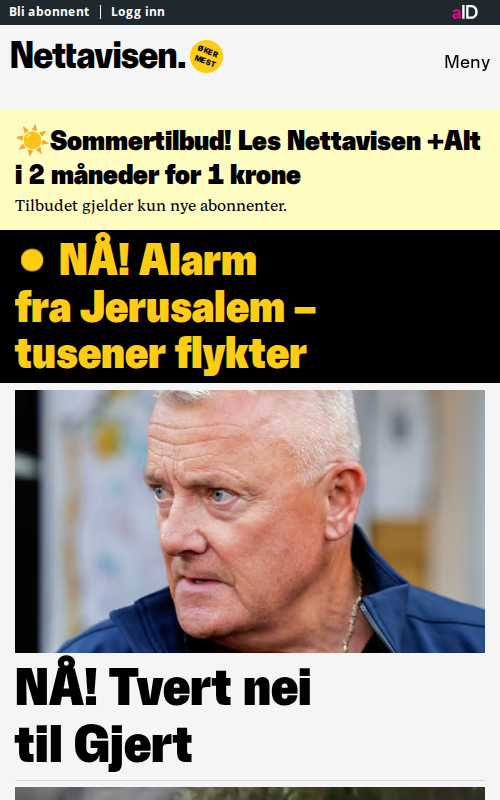 Bli abonnent Logg inn aID
Nettavisen. ØKER MEST
Meny
Sommertilbud! Les Nettavisen +Alt
i 2 måneder for 1 krone
Tilbudet gjelder kun nye abonnenter.
NÅ! Alarm
fra Jerusalem –
tusener flykter
NÅ! Tvert nei
til Gjert